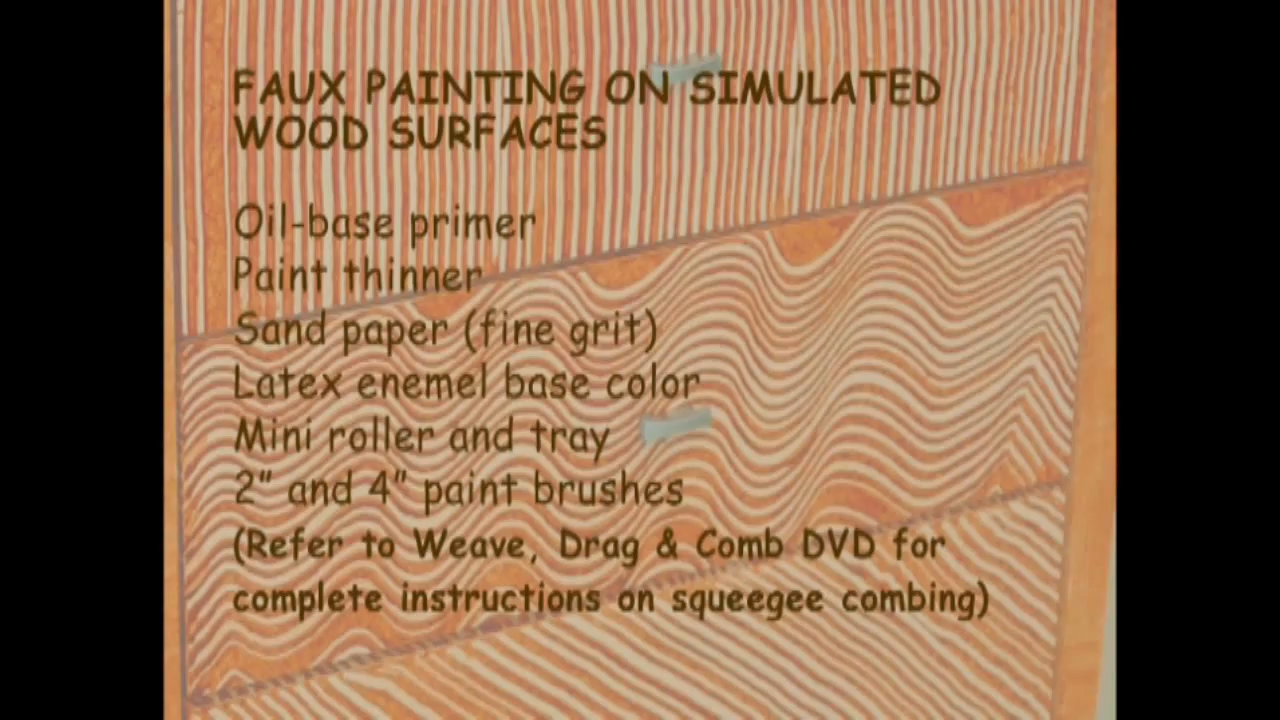 FAUX PAINTING ON SIMULATED
WOOD SURFACES
Oil-base primer
Paint thinner
Sand paper (fine grit)
Latex enemel base color
Mini roller and tray
2" and 4" paint brushes
(Refer to Weave, Drag & Comb DVD for
complete instructions on squeegee combing)